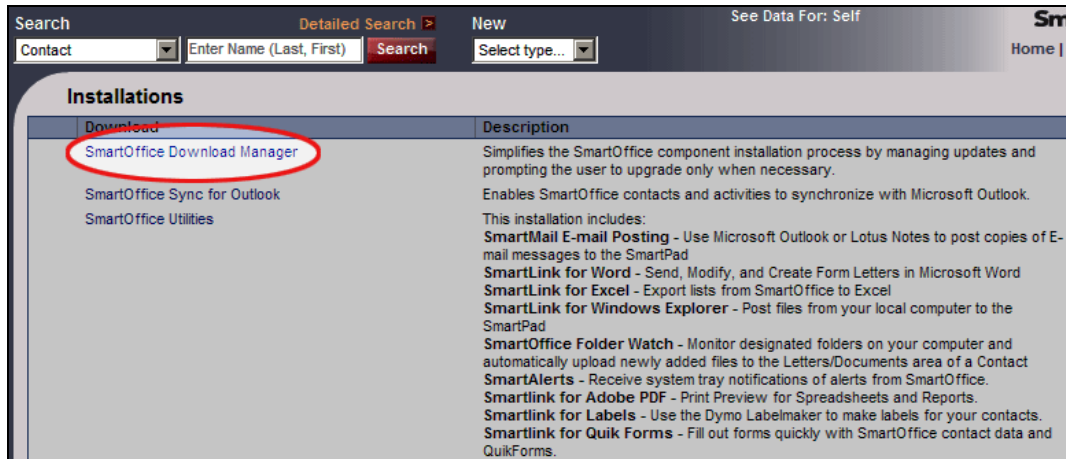 Search
Detailed Search
New
See Data For: Self
Contact
Enter Name (Last, First)
Search
Select type...
Home |
Installations
Download
Description
SmartOffice Download Manager
Simplifies the SmartOffice component installation process by managing updates and
prompting the user to upgrade only when necessary.
SmartOffice Sync for Outlook
Enables SmartOffice contacts and activities to synchronize with Microsoft Outlook.
SmartOffice Utilities
This installation includes:
SmartMail E-mail Posting - Use Microsoft Outlook or Lotus Notes to post copies of E-
mail messages to the SmartPad
SmartLink for Word - Send, Modify, and Create Form Letters in Microsoft Word
SmartLink for Excel - Export lists from SmartOffice to Excel
SmartLink for Windows Explorer - Post files from your local computer to the
SmartPad
SmartOffice Folder Watch - Monitor designated folders on your computer and
automatically upload newly added files to the Letters/Documents area of a Contact
SmartAlerts - Receive system tray notifications of alerts from SmartOffice.
Smartlink for Adobe PDF - Print Preview for Spreadsheets and Reports.
Smartlink for Labels - Use the Dymo Labelmaker to make labels for your contacts.
Smartlink for Quik Forms - Fill out forms quickly with SmartOffice contact data and
QuikForms.